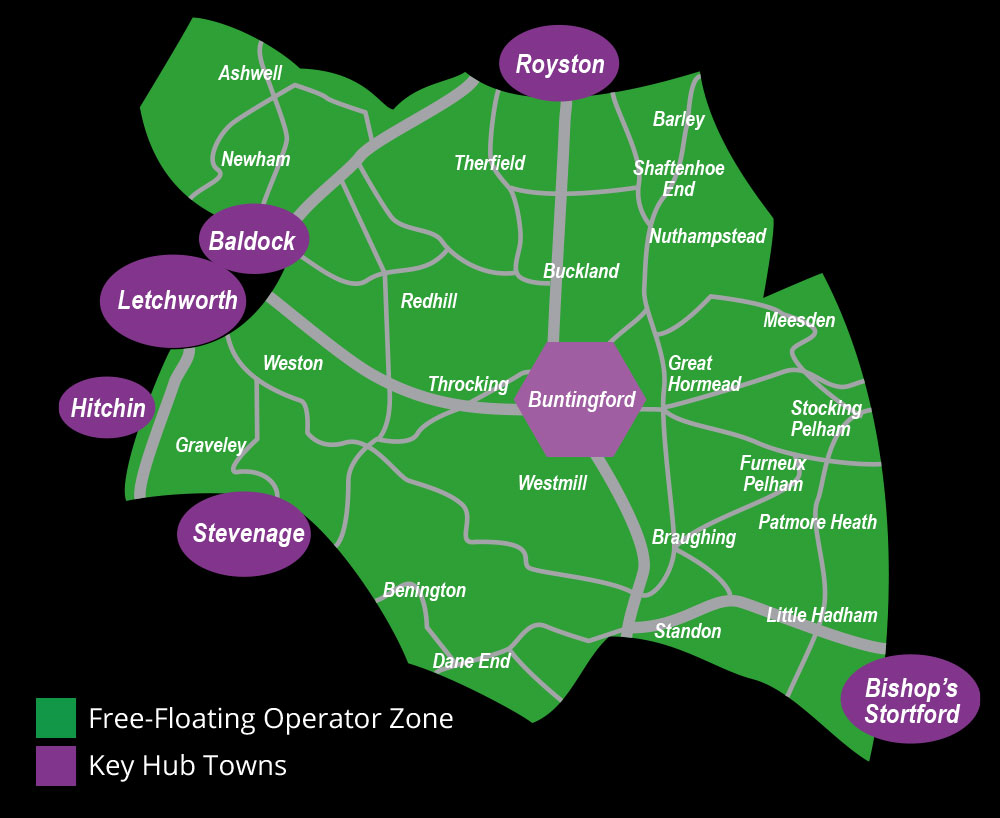 Royston
Ashwell
Barley
Newham
Therfield
Shaftenhoe
End
Baldock
Nuthampstead
Buckland
Letchworth
Redhill
Meesden
Weston
Great
Hormead
Throcking
Buntingford
Hitchin
Stocking
Pelham
Graveley
Furneux
Pelham
Westmill
Stevenage
Patmore Heath
Braughing
Benington
Little Hadham
Standon
Dane End
Bishop’s
Stortford
Free-Floating Operator Zone
Key Hub Towns